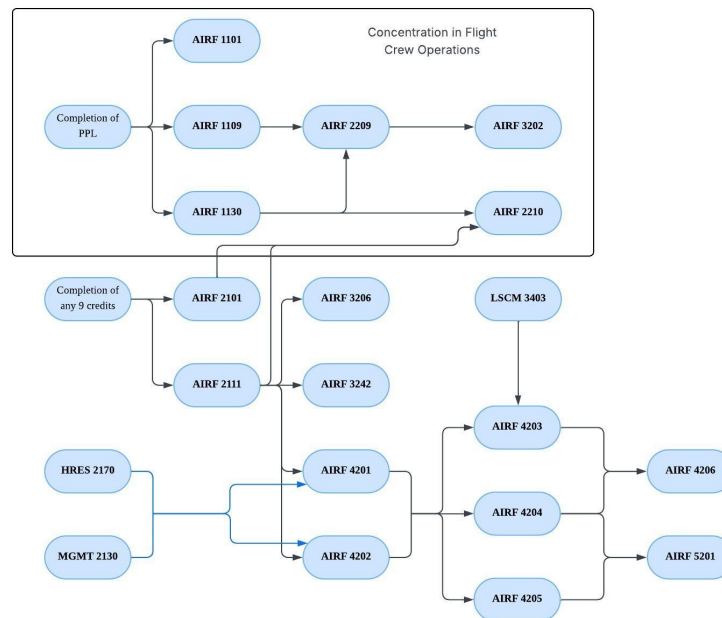 Concentration in Flight
Crew Operations
AIRF 1101
Completion of
PPL
AIRF 1109
AIRF 2209
AIRF 3202
AIRF 1130
AIRF 2210
Completion of
any 9 credits
AIRF 2101
AIRF 3206
LSCM 3403
AIRF 2111
AIRF 3242
AIRF 4203
HRES 2170
AIRF 4201
AIRF 4206
AIRF 4204
MGMT 2130
AIRF 4202
AIRF 5201
AIRF 4205